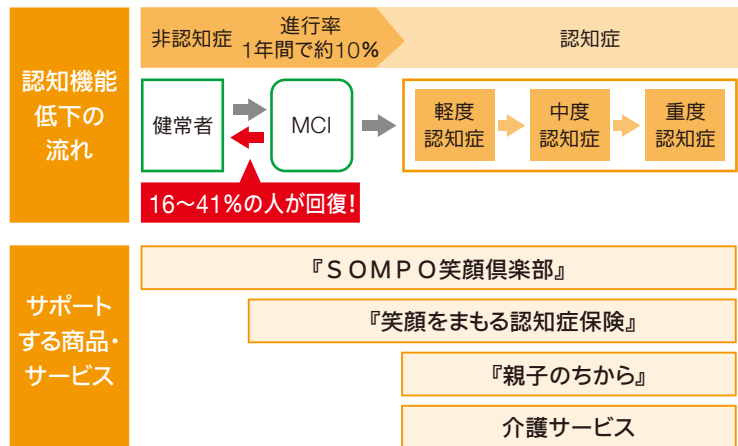 認知機能
低下の
流れ
非認知症
進行率
1年間で約10%
認知症
健常者
MCI
軽度
認知症
中度
認知症
重度
認知症
16〜41%の人が回復!
サポート
する商品・
サービス
『SOMPO笑顔倶楽部』
『笑顔をまもる認知症保険』
『親子のちから』
介護サービス